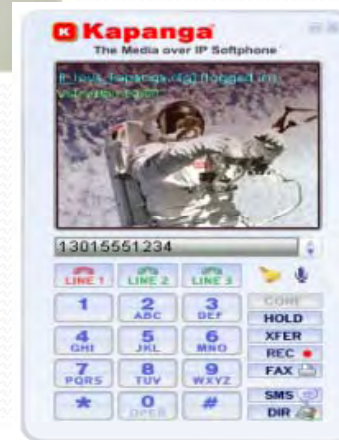 Kapanga
The Media over IP Softphone
13015551234
LINE 1 LINE 2 LINE 3
1 2 ABC 3 DEF CONF
HOLD
4 GHI 5 JKL 6 MNO XFER
REC
7 PQRS 8 TUV 9 WXYZ FAX
SMS
* 0 OPER # DIR